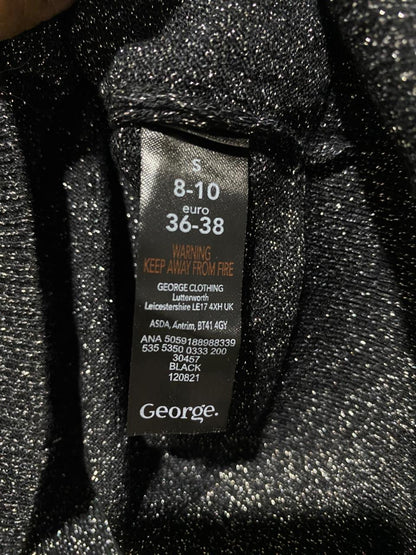 S
8-10
euro
36-38
WARNING
KEEP AWAY FROM FIRE
GEORGE CLOTHING
Lutterworth
Leicestershire LE17 4XH UK
ASDA, Antrim, BT41 4GY
ANA 5059188988339
535 5350 0333 200
30457
BLACK
120821
George.